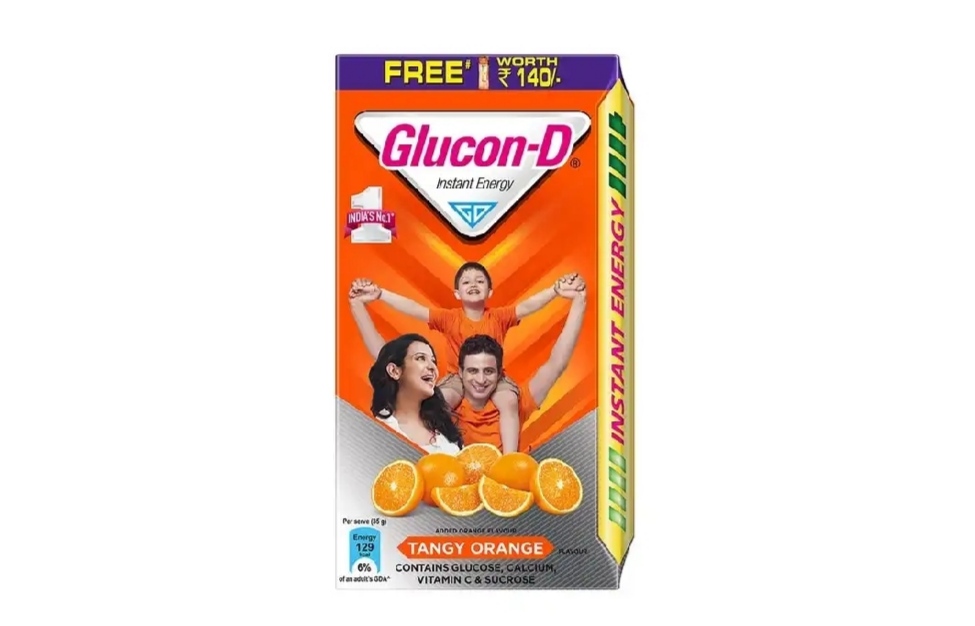 FREE#
WORTH
₹ 140/-
Glucon-D®
Instant Energy
GD
1
INDIA'S No.1*
INSTANT ENERGY
Per serve (35 g)
Energy
129
kcal
6%
of an adult's GDA^
ADDED ORANGE FLAVOUR
TANGY ORANGE
FLAVOUR
CONTAINS GLUCOSE, CALCIUM,
VITAMIN C & SUCROSE